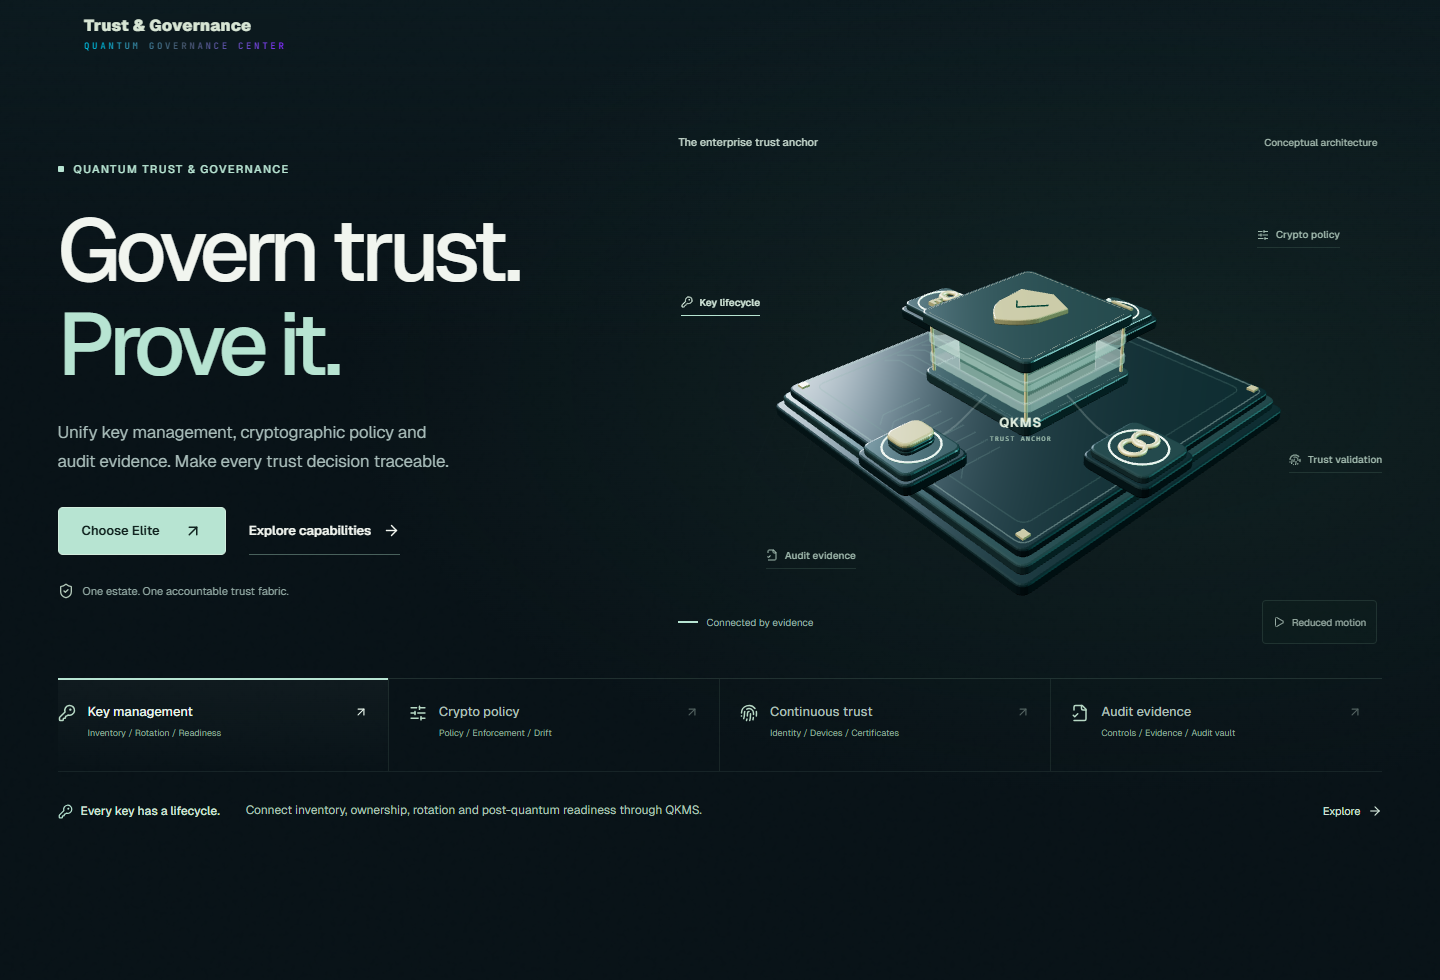 Trust & Governance
QUANTUM GOVERNANCE CENTER
QUANTUM TRUST & GOVERNANCE
Govern trust.
Prove it.
Unify key management, cryptographic policy and
audit evidence. Make every trust decision traceable.
Choose Elite
Explore capabilities
One estate. One accountable trust fabric.
The enterprise trust anchor
Conceptual architecture
Crypto policy
Key lifecycle
QKMS
TRUST ANCHOR
Trust validation
Audit evidence
Connected by evidence
Reduced motion
Key management
Inventory / Rotation / Readiness
Crypto policy
Policy / Enforcement / Drift
Continuous trust
Identity / Devices / Certificates
Audit evidence
Controls / Evidence / Audit vault
Every key has a lifecycle.
Connect inventory, ownership, rotation and post-quantum readiness through QKMS.
Explore